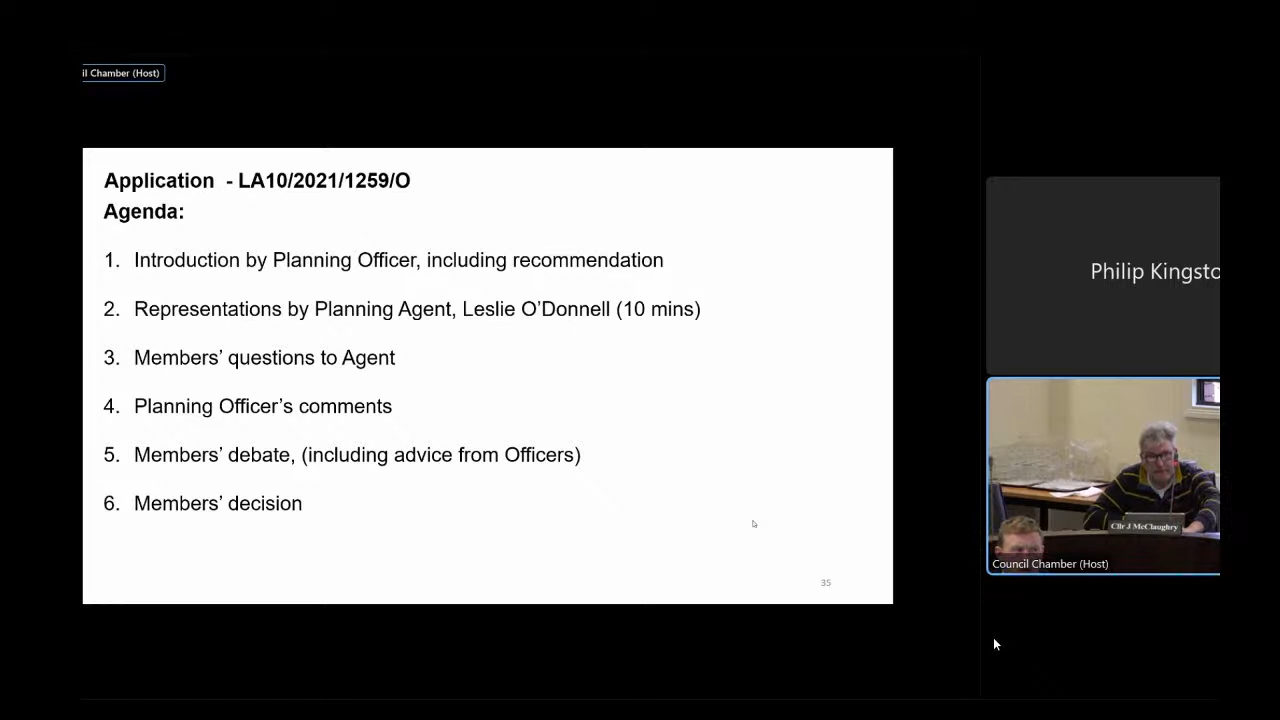 il Chamber (Host)
Application - LA10/2021/1259/O
Agenda:
1. Introduction by Planning Officer, including recommendation
2. Representations by Planning Agent, Leslie O’Donnell (10 mins)
3. Members’ questions to Agent
4. Planning Officer’s comments
5. Members’ debate, (including advice from Officers)
6. Members’ decision
35
Philip Kingsto
Cllr J McClaughry
Council Chamber (Host)